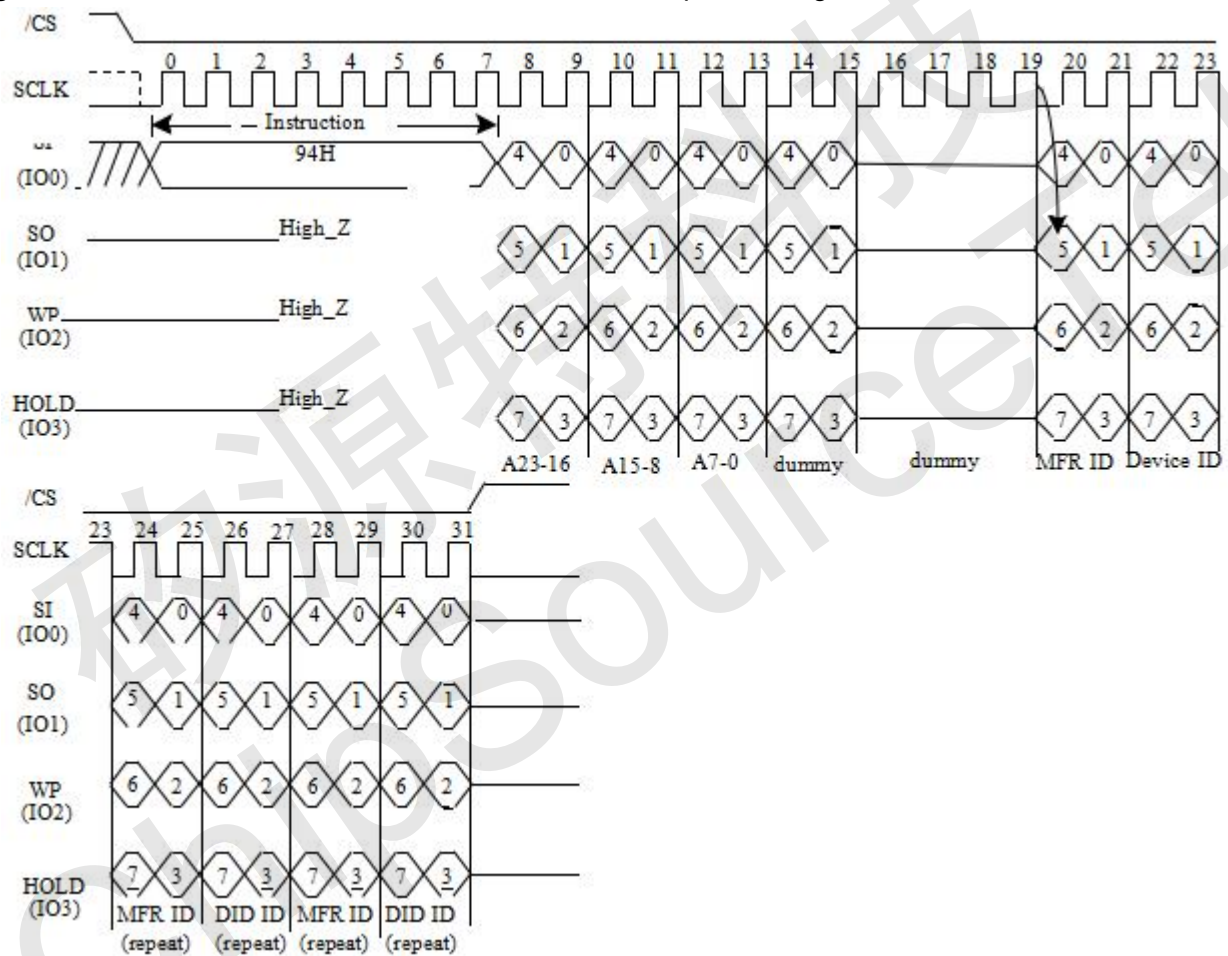 /CS
0 1 2 3 4 5 6 7 8 9 10 11 12 13 14 15 16 17 18 19 20 21 22 23
SCLK
Instruction
94H
4 0 4 0 4 0 4 0 4 0 4 0
(IO0)
SO
(IO1)
High_Z
5 1 5 1 5 1 5 1 5 1 5 1
WP
(IO2)
High_Z
6 2 6 2 6 2 6 2 6 2 6 2
HOLD
(IO3)
High_Z
7 3 7 3 7 3 7 3 7 3 7 3
A23-16 A15-8 A7-0 dummy dummy MFR ID Device ID
/CS
23 24 25 26 27 28 29 30 31
SCLK
SI
(IO0)
4 0 4 0 4 0 4 0
SO
(IO1)
5 1 5 1 5 1 5 1
WP
(IO2)
6 2 6 2 6 2 6 2
HOLD
(IO3)
7 3 7 3 7 3 7 3
MFR ID DID ID MFR ID DID ID
(repeat) (repeat) (repeat) (repeat)
矽源特科技
ChipSourceTe